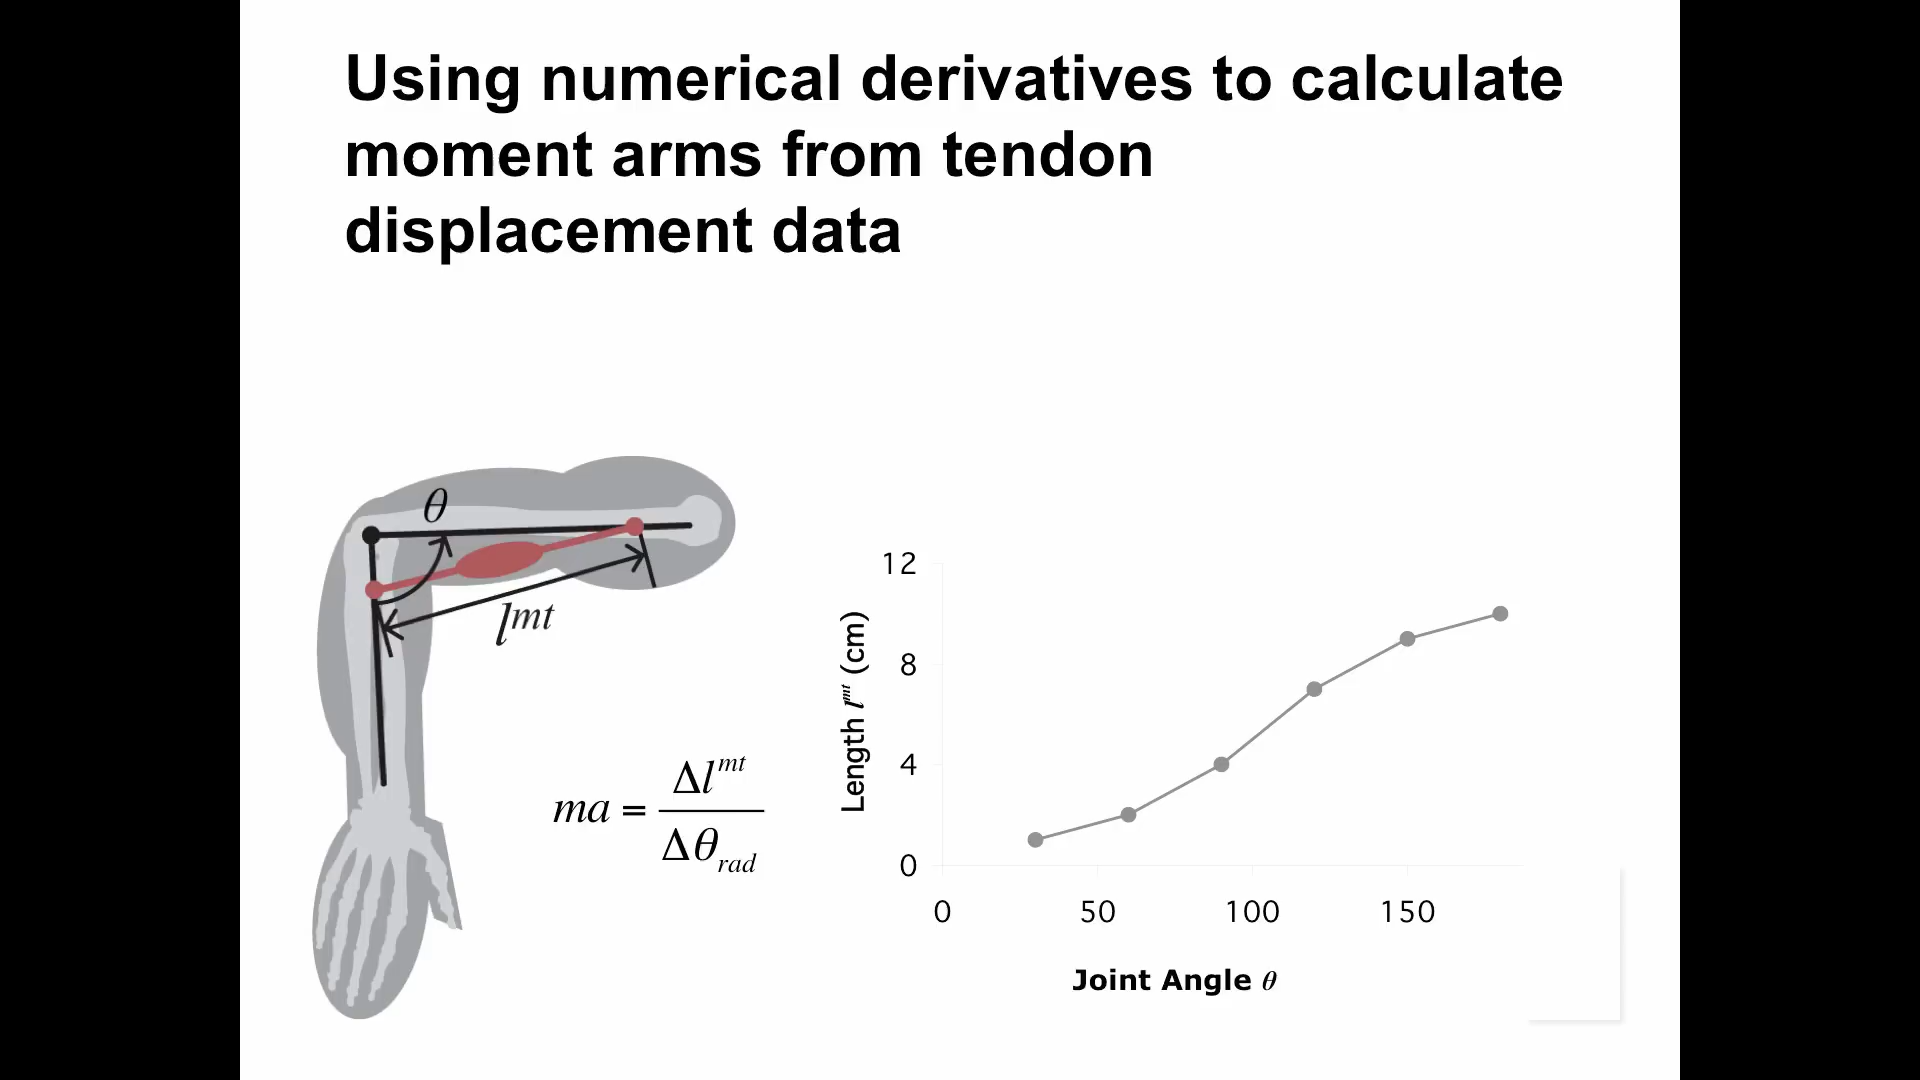 Using numerical derivatives to calculate
moment arms from tendon
displacement data
θ
l^mt
ma = Δl^mt / Δθ_rad
Length l^mt (cm)
12
8
4
0
0 50 100 150
Joint Angle θ